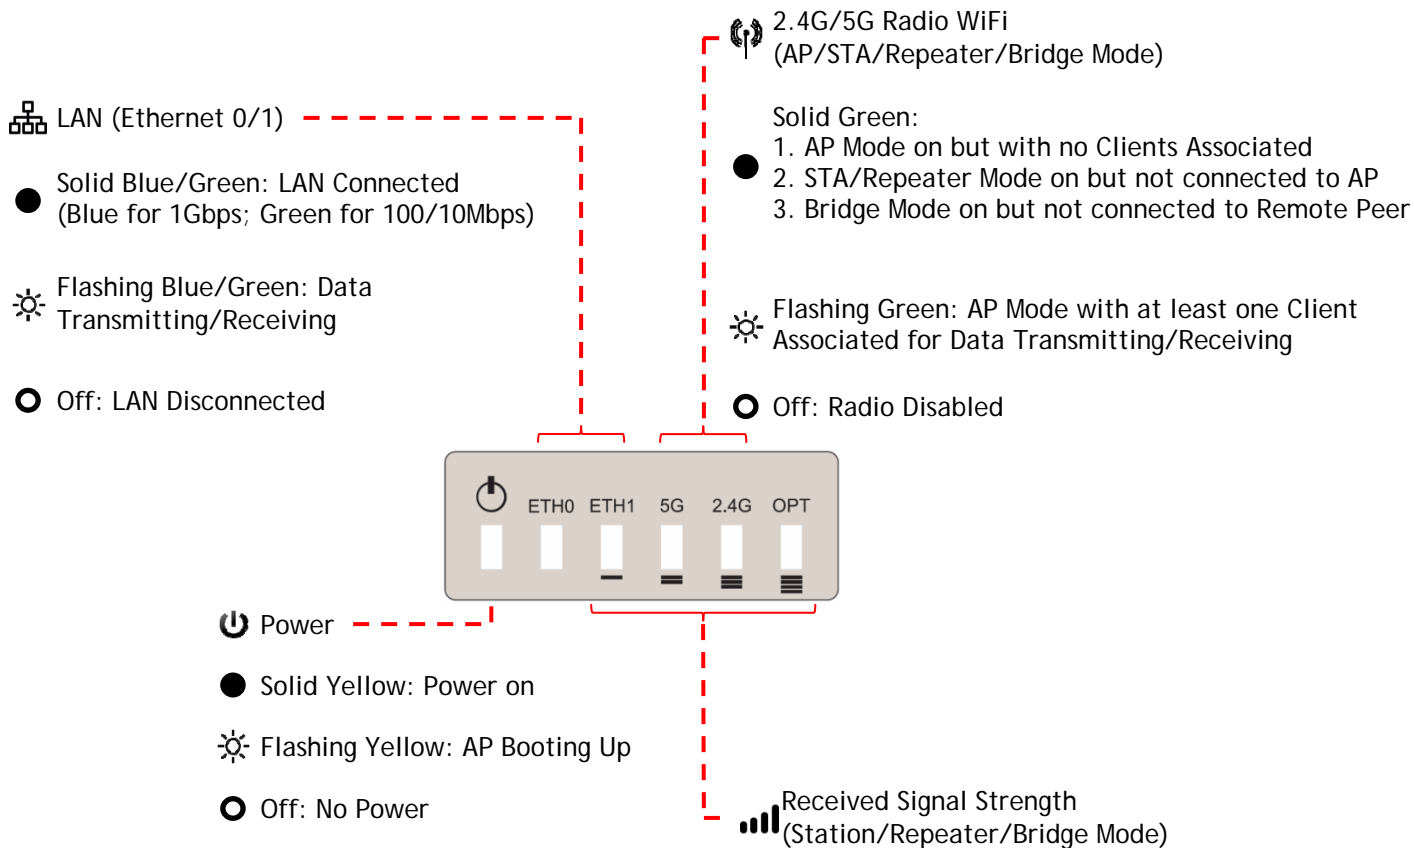 2.4G/5G Radio WiFi
(AP/STA/Repeater/Bridge Mode)
LAN (Ethernet 0/1)
Solid Blue/Green: LAN Connected
(Blue for 1Gbps; Green for 100/10Mbps)
Flashing Blue/Green: Data
Transmitting/Receiving
Off: LAN Disconnected
Solid Green:
1. AP Mode on but with no Clients Associated
2. STA/Repeater Mode on but not connected to AP
3. Bridge Mode on but not connected to Remote Peer
Flashing Green: AP Mode with at least one Client
Associated for Data Transmitting/Receiving
Off: Radio Disabled
ETH0 ETH1 5G 2.4G OPT
Power
Solid Yellow: Power on
Flashing Yellow: AP Booting Up
Off: No Power
Received Signal Strength
(Station/Repeater/Bridge Mode)